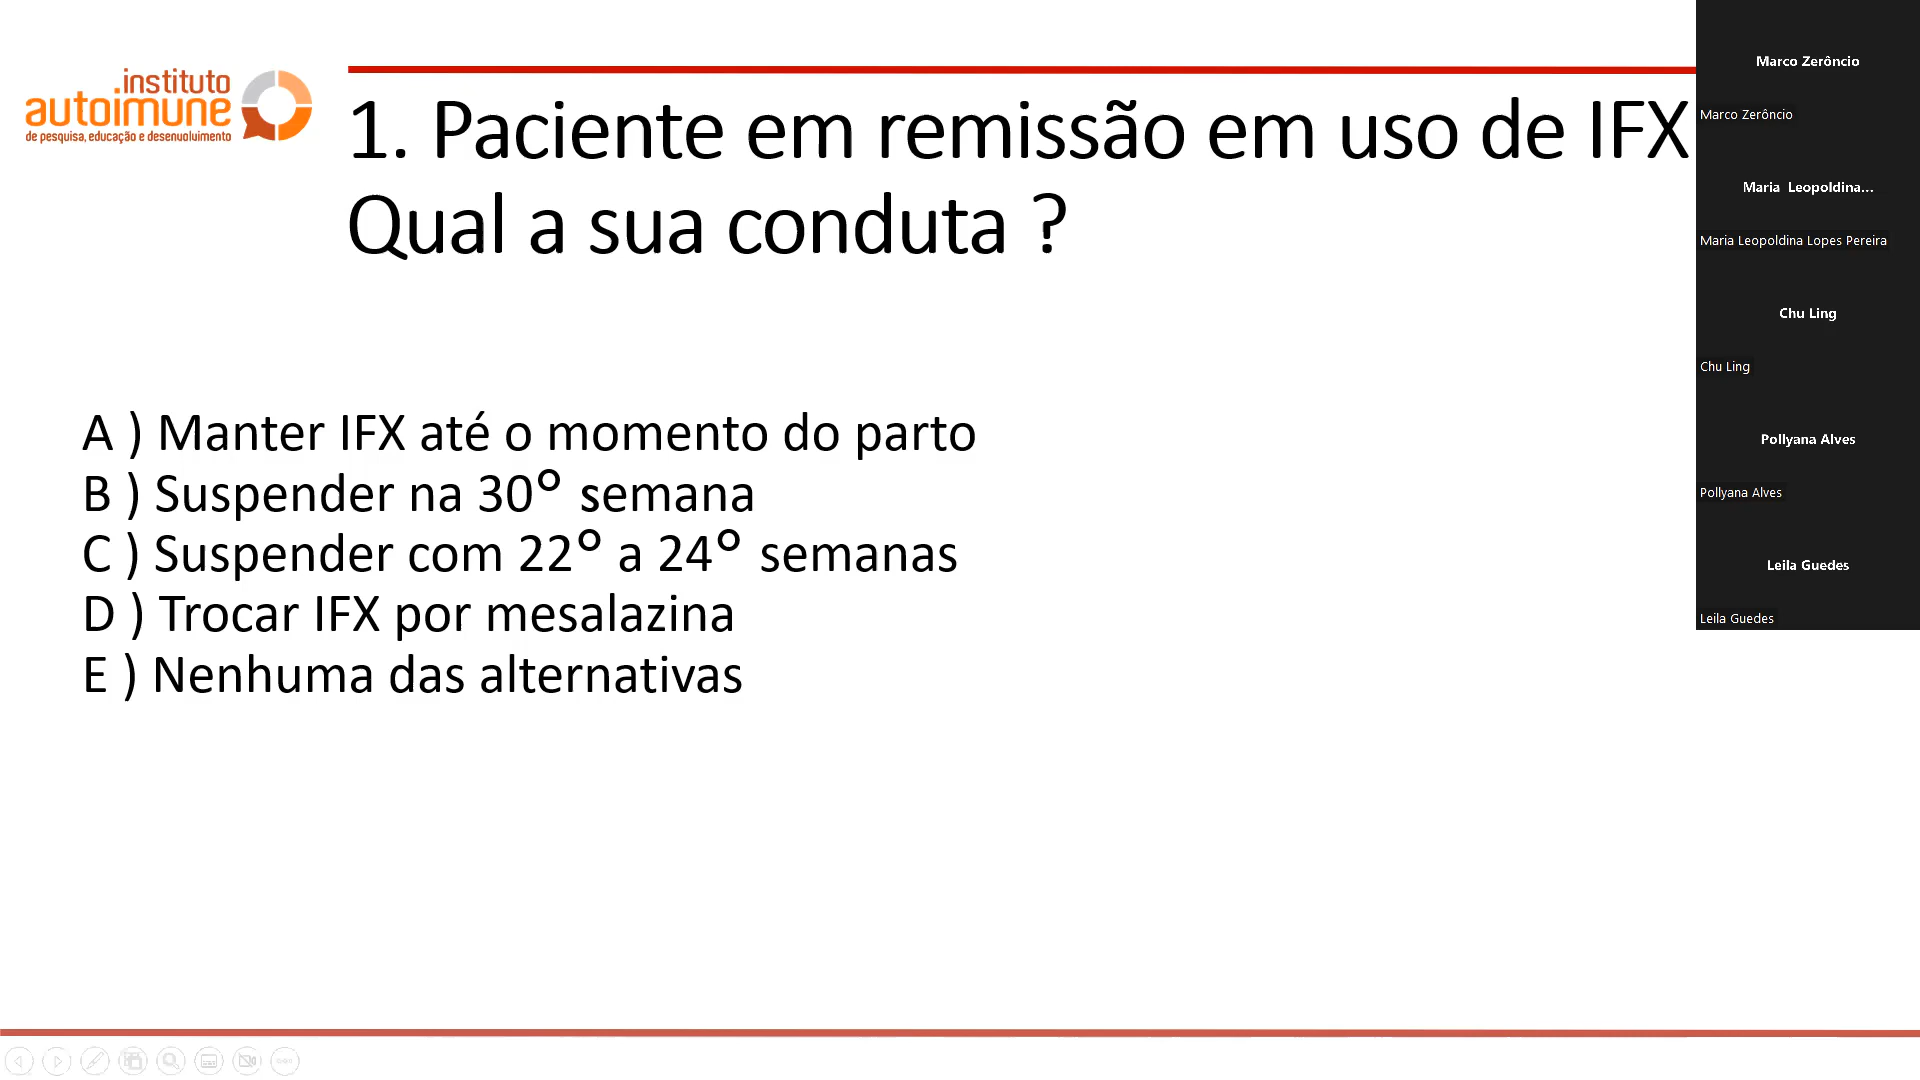 instituto
autoimune
de pesquisa, educação e desenvolvimento
1. Paciente em remissão em uso de IFX
Qual a sua conduta ?
A ) Manter IFX até o momento do parto
B ) Suspender na 30° semana
C ) Suspender com 22° a 24° semanas
D ) Trocar IFX por mesalazina
E ) Nenhuma das alternativas
Marco Zerôncio
Marco Zerôncio
Maria Leopoldina...
Maria Leopoldina Lopes Pereira
Chu Ling
Chu Ling
Pollyana Alves
Pollyana Alves
Leila Guedes
Leila Guedes